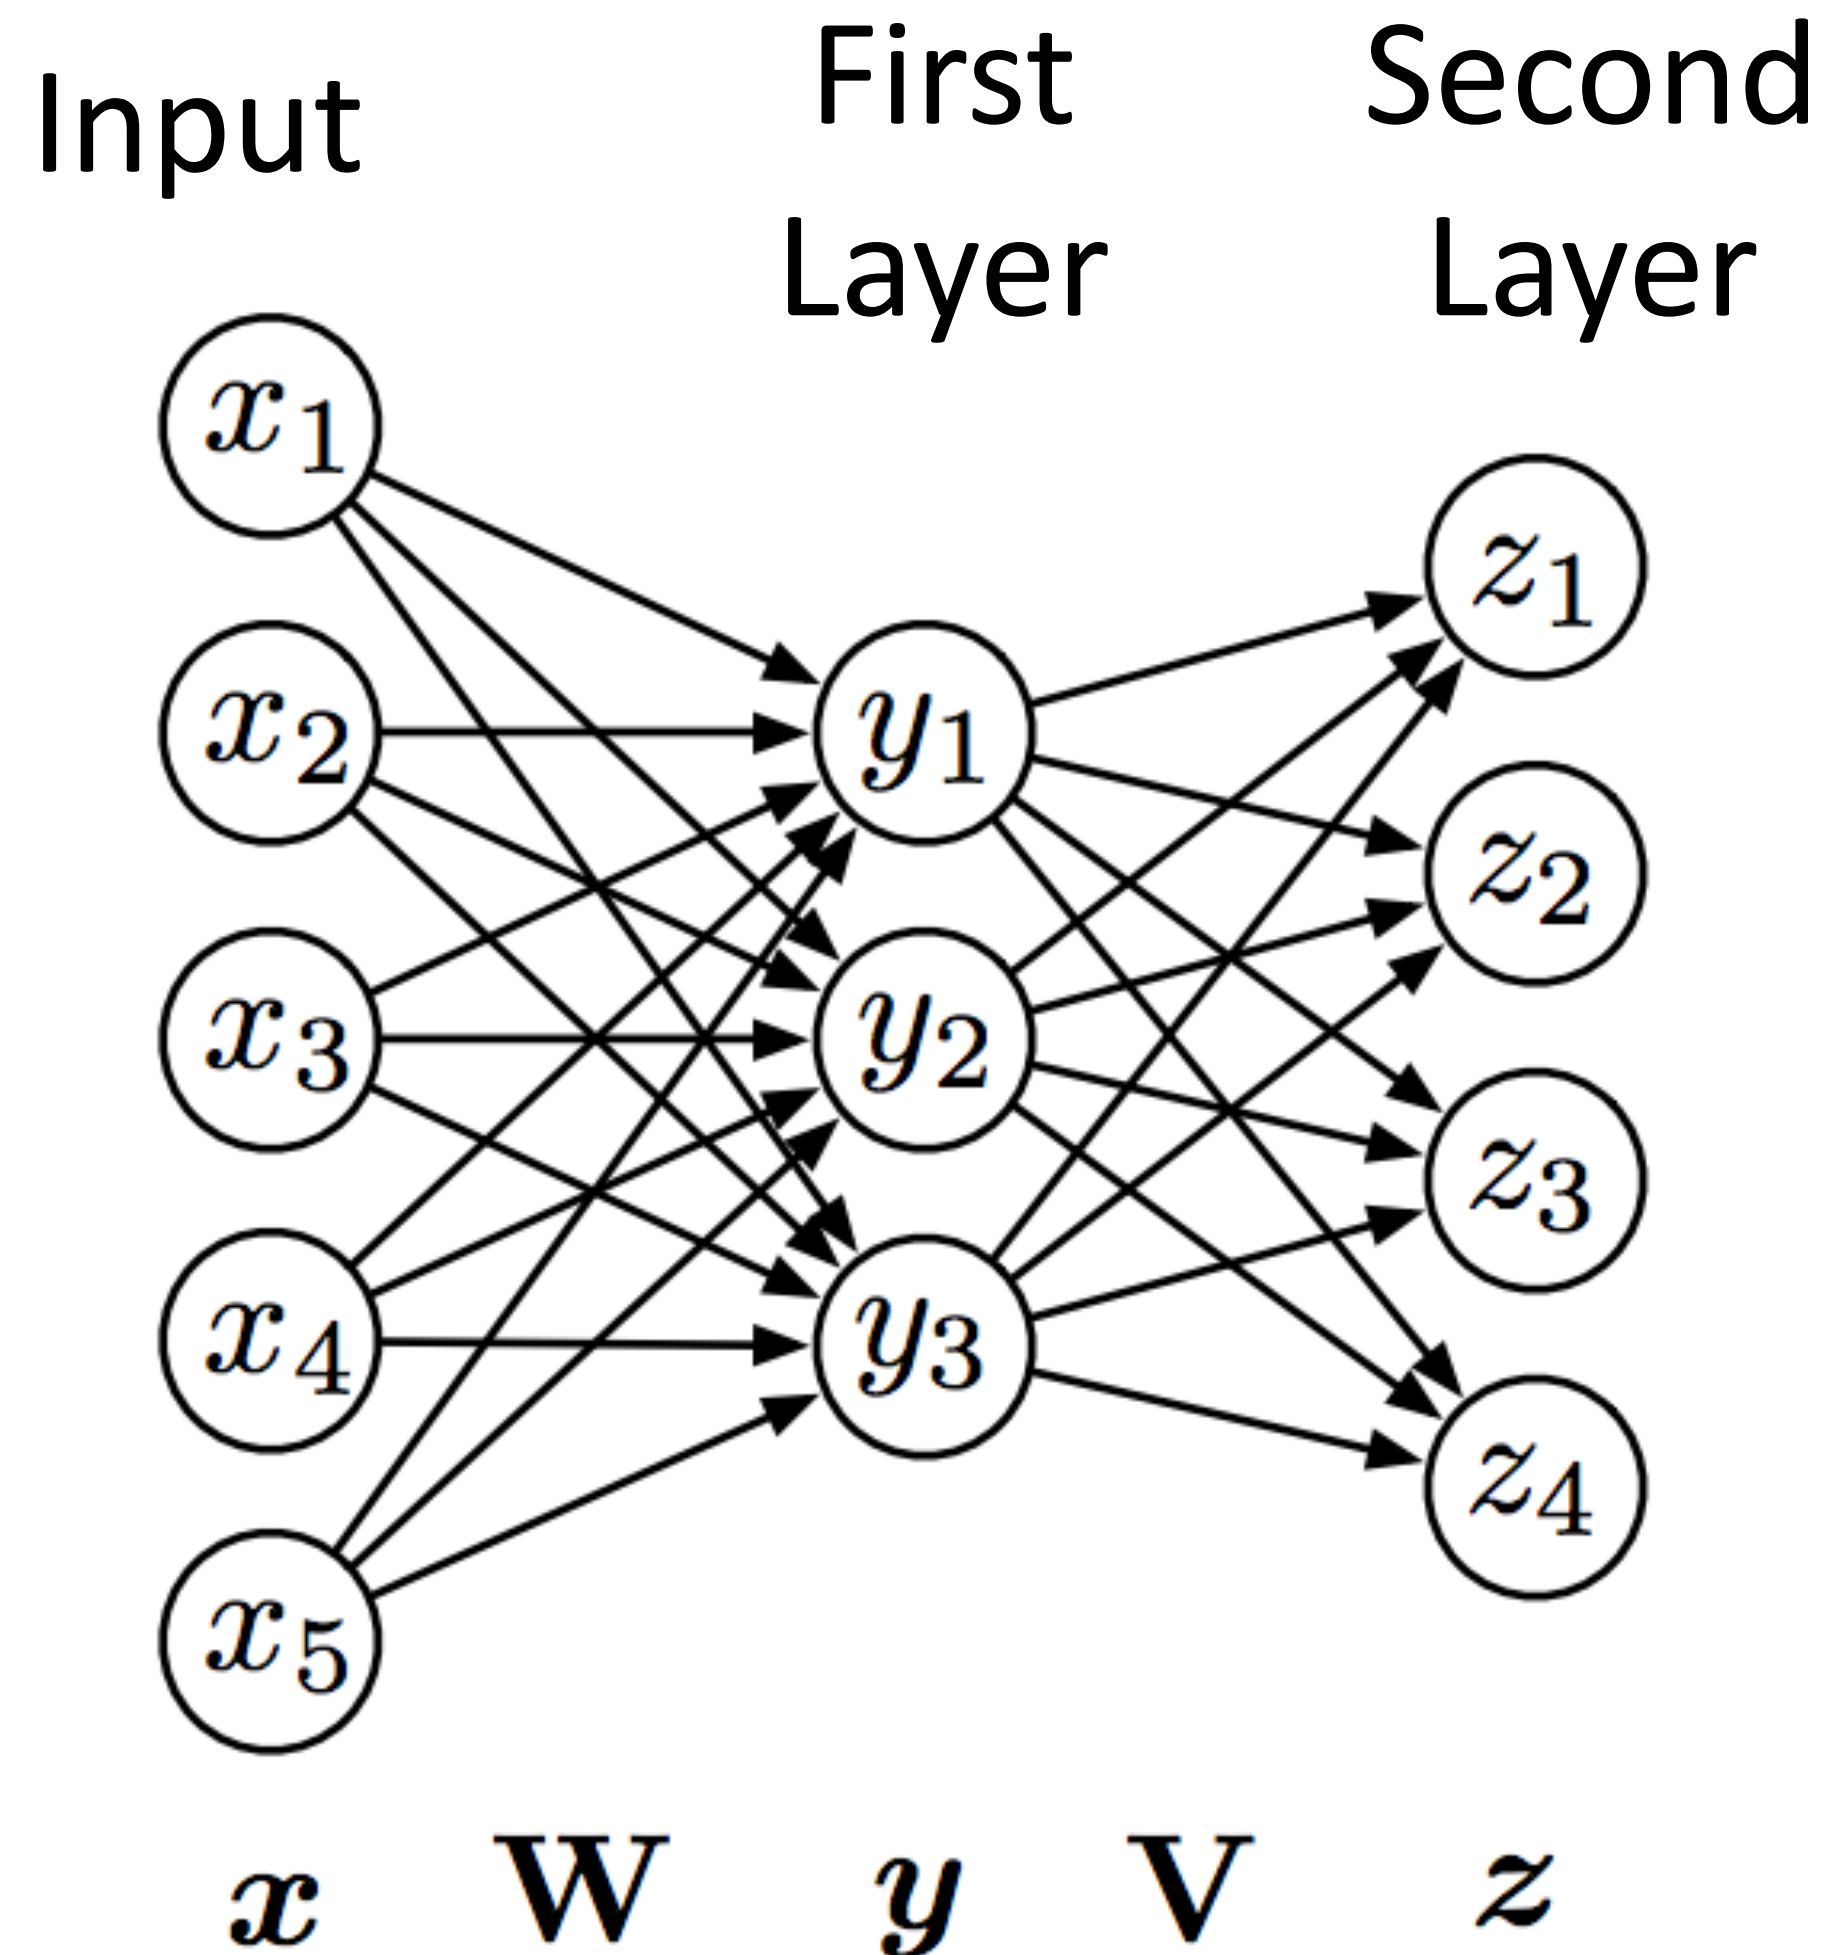 Input
First
Layer
Second
Layer
x1
x2
x3
x4
x5
y1
y2
y3
z1
z2
z3
z4
x W y V z